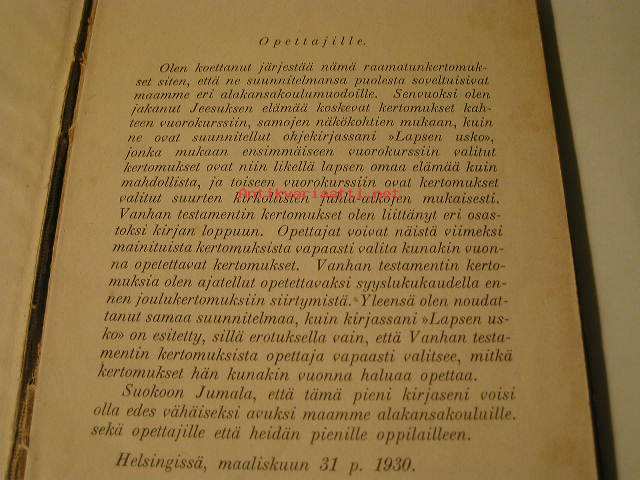 Opettajille.
Olen koettanut järjestää nämä raamatunkertomuk-
set siten, että ne suunnitelmansa puolesta soveltuisivat
maamme eri alakansakoulumuodoille. Senvuoksi olen
jakanut Jeesuksen elämää koskevat kertomukset kah-
teen vuorokurssiin, samojen näkökohtien mukaan, kuin
ne ovat suunnitellut ohjekirjassani »Lapsen usko»,
jonka mukaan ensimmäiseen vuorokurssiin valitut
kertomukset ovat niin likellä lapsen omaa elämää kuin
mahdollista, ja toiseen vuorokurssiin ovat kertomukset
valitut suurten kirkollisten juhla-aikojen mukaisesti.
Antikvariaatti.net
Vanhan testamentin kertomukset olen liittänyt eri osas-
toksi kirjan loppuun. Opettajat voivat näistä viimeksi
mainituista kertomuksista vapaasti valita kunakin vuon-
na opetettavat kertomukset. Vanhan testamentin kerto-
muksia olen ajatellut opetettavaksi syyslukukaudella en-
nen joulukertomuksiin siirtymistä. Yleensä olen noudat-
tanut samaa suunnitelmaa, kuin kirjassani »Lapsen us-
ko» on esitetty, sillä erotuksella vain, että Vanhan testa-
mentin kertomuksista opettaja vapaasti valitsee, mitkä
kertomukset hän kunakin vuonna haluaa opettaa.
Suokoon Jumala, että tämä pieni kirjaseni voisi
olla edes vähäiseksi avuksi maamme alakansakouluille.
sekä opettajille että heidän pienille oppilailleen.
Helsingissä, maaliskuun 31 p. 1930.